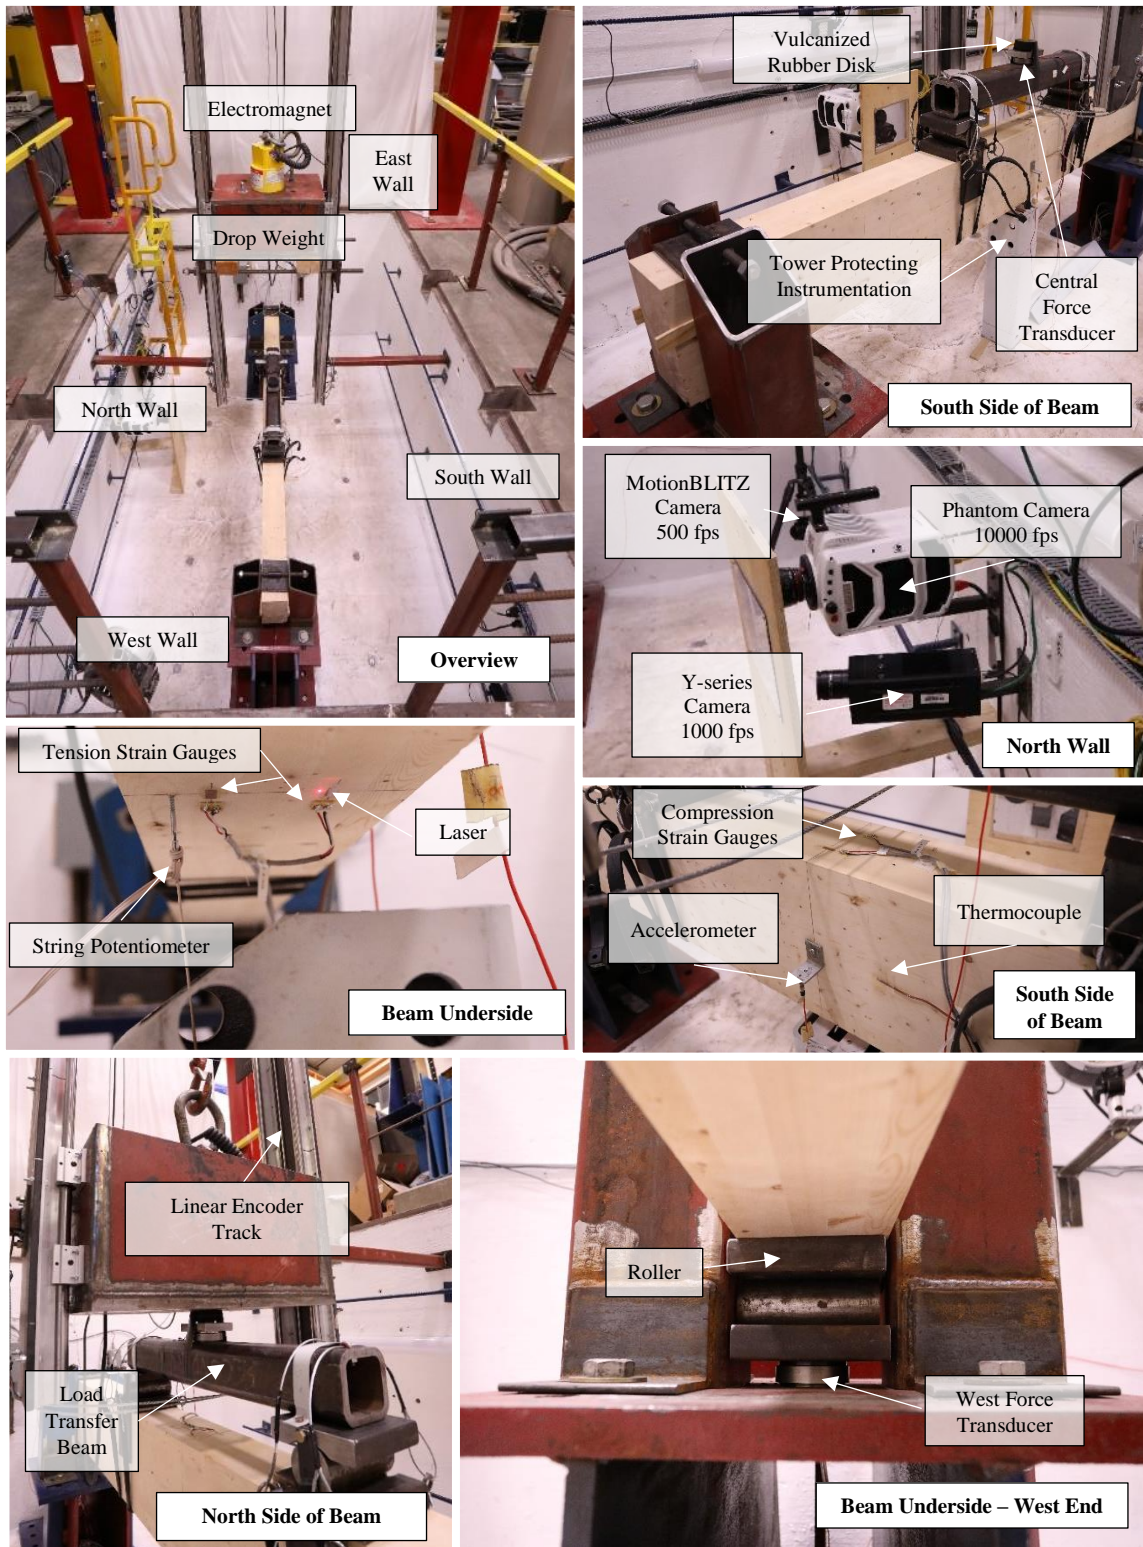 Electromagnet
East
Wall
Drop Weight
North Wall
South Wall
West Wall
Overview
Vulcanized
Rubber Disk
Tower Protecting
Instrumentation
Central
Force
Transducer
South Side of Beam
MotionBLITZ
Camera
500 fps
Phantom Camera
10000 fps
Y-series
Camera
1000 fps
North Wall
Tension Strain Gauges
Laser
String Potentiometer
Beam Underside
Compression
Strain Gauges
Accelerometer
Thermocouple
South Side
of Beam
Linear Encoder
Track
Load
Transfer
Beam
North Side of Beam
Roller
West Force
Transducer
Beam Underside – West End